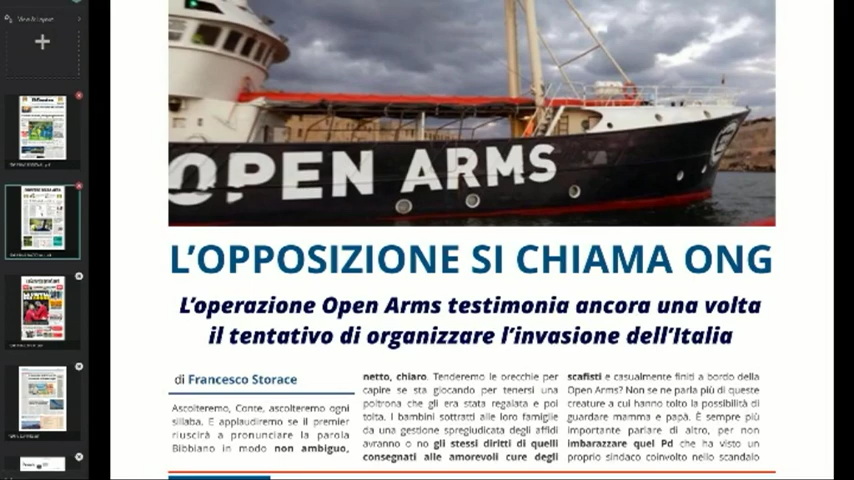 View & Layout
OPEN ARMS
L'OPPOSIZIONE SI CHIAMA ONG
L'operazione Open Arms testimonia ancora una volta
il tentativo di organizzare l'invasione dell'Italia
di Francesco Storace
Ascolteremo, Conte, ascolteremo ogni
sillaba. E applaudiremo se il premier
riuscirà a pronunciare la parola
Bibbiano in modo non ambiguo,
netto, chiaro. Tenderemo le orecchie per
capire se sta giocando per tenersi una
poltrona che gli era stata regalata e poi
tolta. I bambini sottratti alle loro famiglie
da una gestione spregiudicata degli affidi
avranno o no gli stessi diritti di quelli
consegnati alle amorevoli cure degli
scafisti e casualmente finiti a bordo della
Open Arms? Non se ne parla più di queste
creature a cui hanno tolto la possibilità di
guardare mamma e papà. È sempre più
importante parlare di altro, per non
imbarazzare quel Pd che ha visto un
proprio sindaco coinvolto nello scandalo